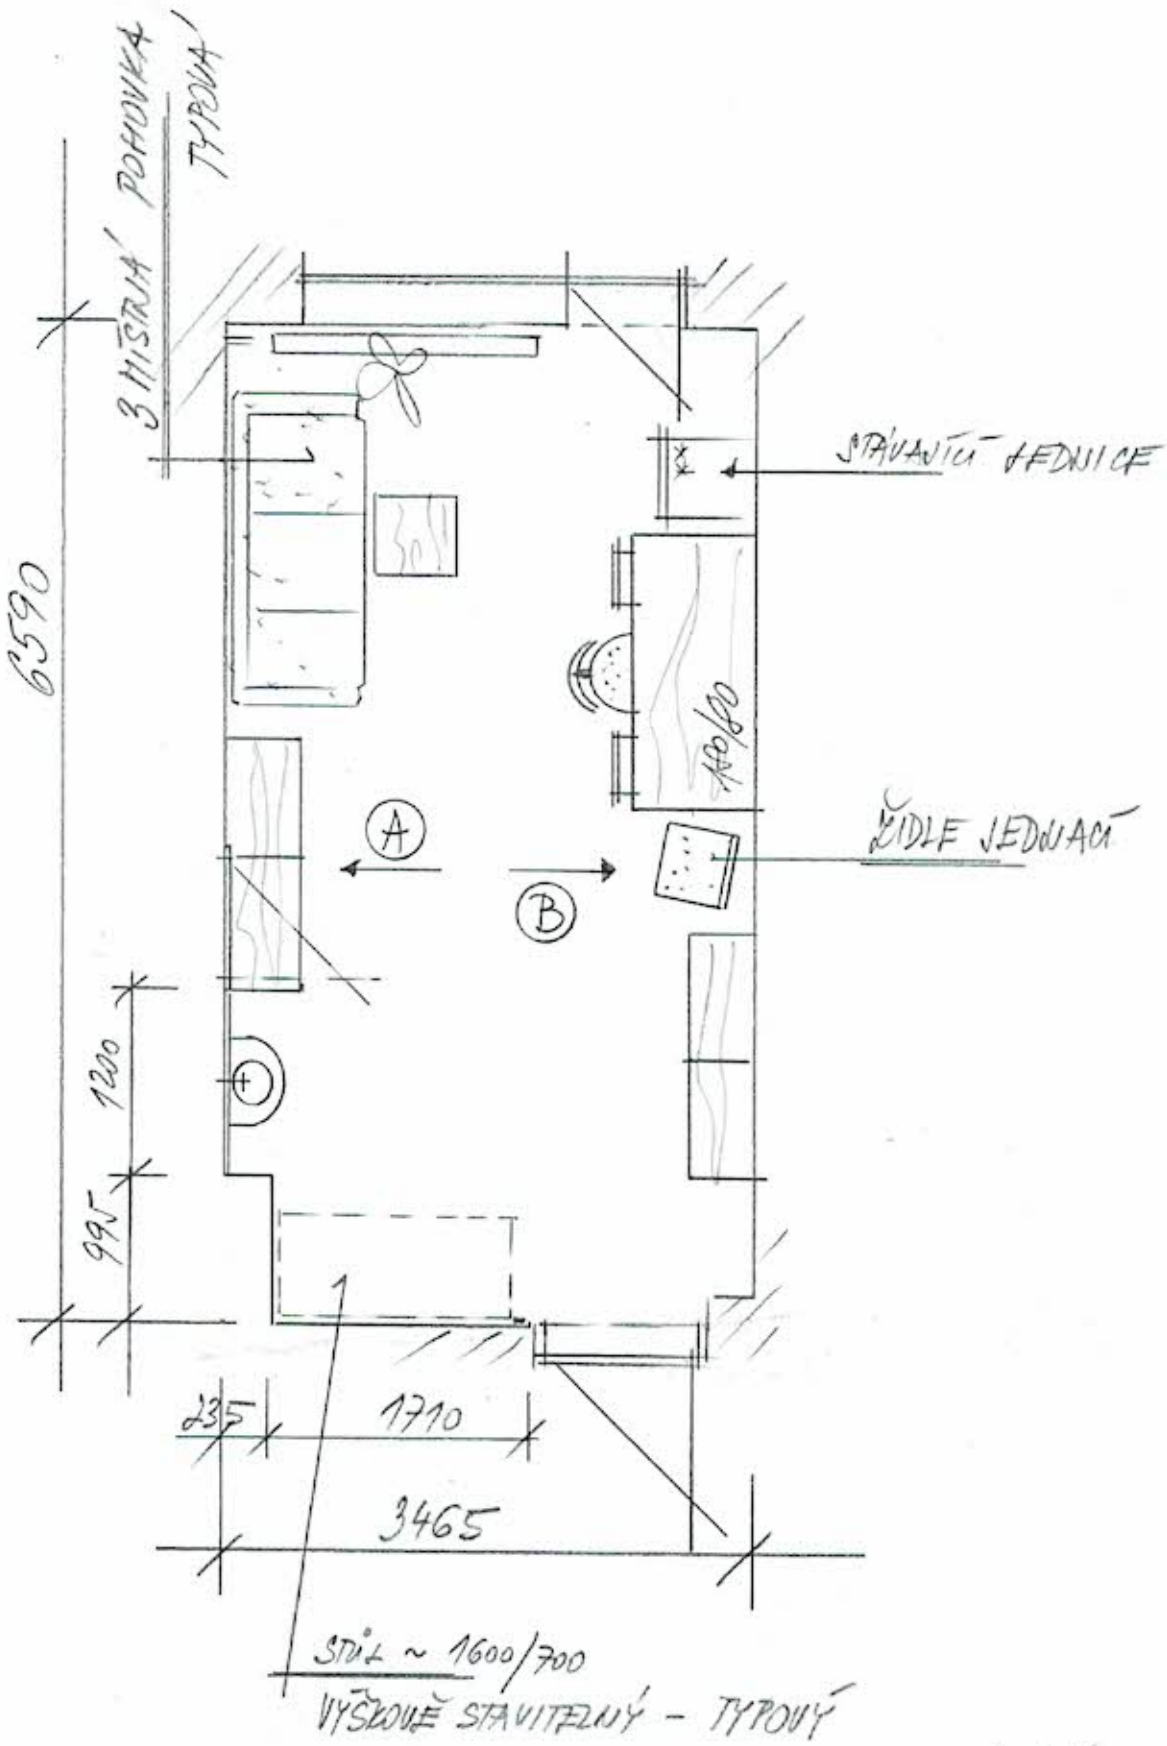 3 MÍSTNÁ POHOVKA
TYPOVÁ
STÁVAJÍCÍ LEDNICE
6590
180/80
A
ŽIDLE JEDNACÍ
B
1200
995
235
1710
3465
STŮL ~ 1600/700
VÝŠKOVĚ STAVITELNÝ - TYPOVÝ